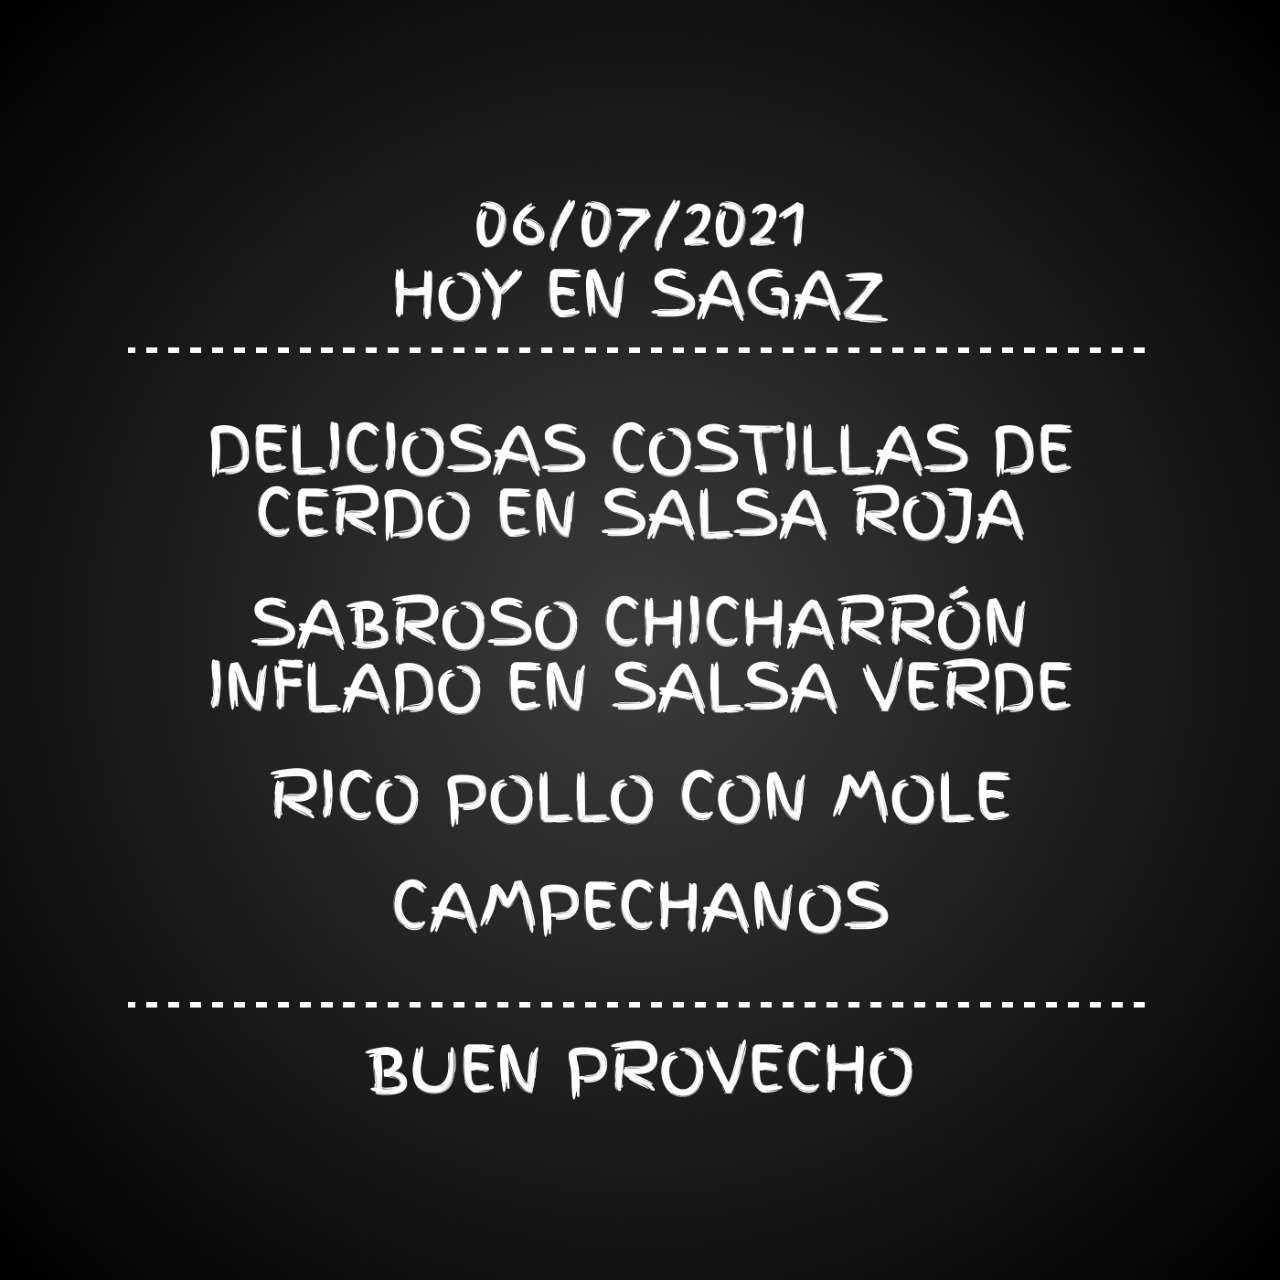 06/07/2021
HOY EN SAGAZ
DELICIOSAS COSTILLAS DE
CERDO EN SALSA ROJA
SABROSO CHICHARRÓN
INFLADO EN SALSA VERDE
RICO POLLO CON MOLE
CAMPECHANOS
BUEN PROVECHO